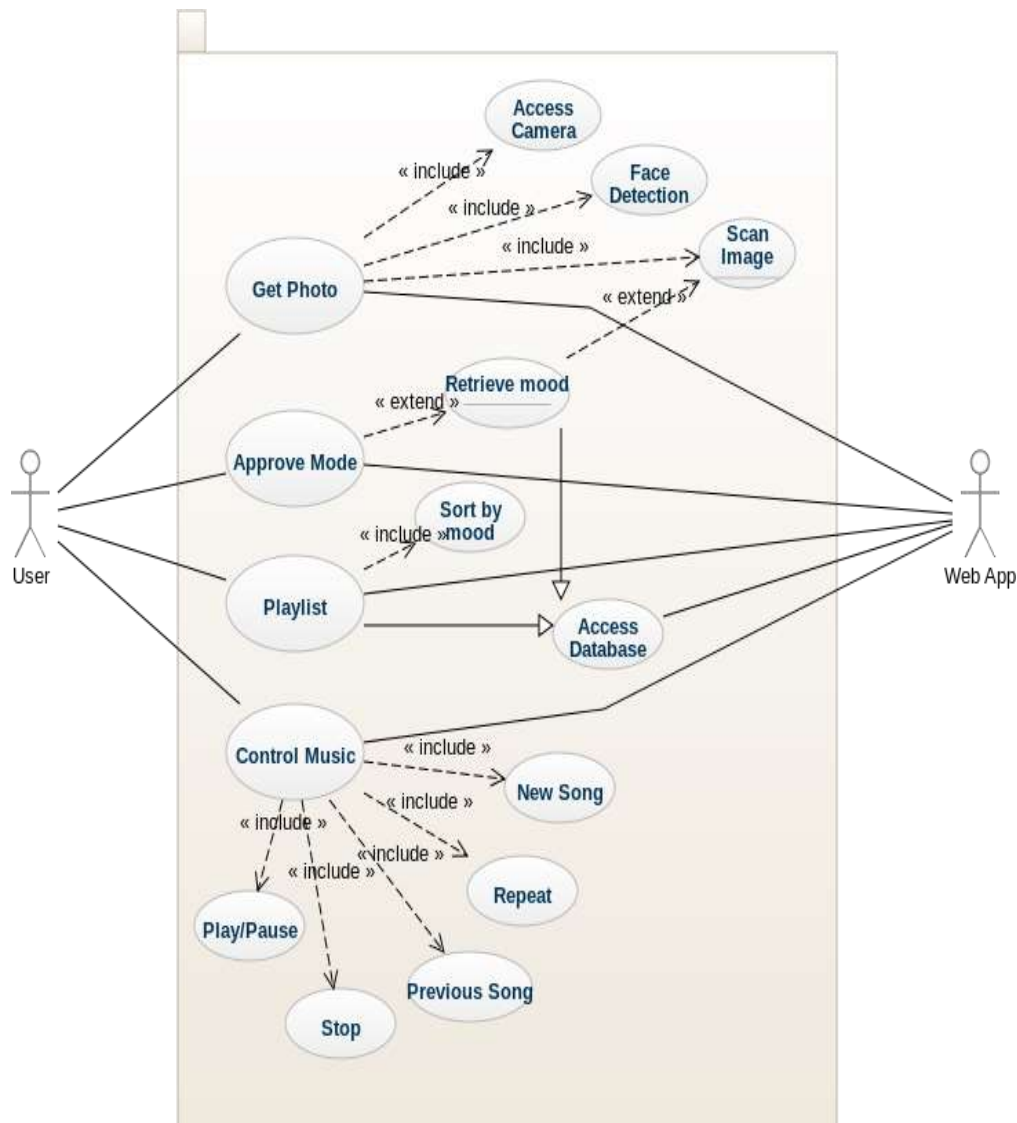 Access
Camera
« include »
Face
Detection
« include »
Scan
Image
« include »
Get Photo
« extend »
Retrieve mood
« extend »
Approve Mode
Sort by
mood
« include »
User
Web App
Playlist
Access
Database
Control Music
« include »
New Song
« include »
« include »
« include »
« include »
Repeat
Play/Pause
Previous Song
Stop